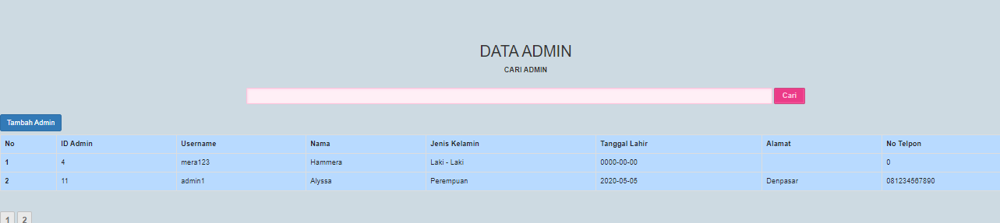 DATA ADMIN
CARI ADMIN
Cari
Tambah Admin
No ID Admin Username Nama Jenis Kelamin Tanggal Lahir Alamat No Telpon
1 4 mera123 Hammera Laki - Laki 0000-00-00 0
2 11 admin1 Alyssa Perempuan 2020-05-05 Denpasar 081234567890
1 2